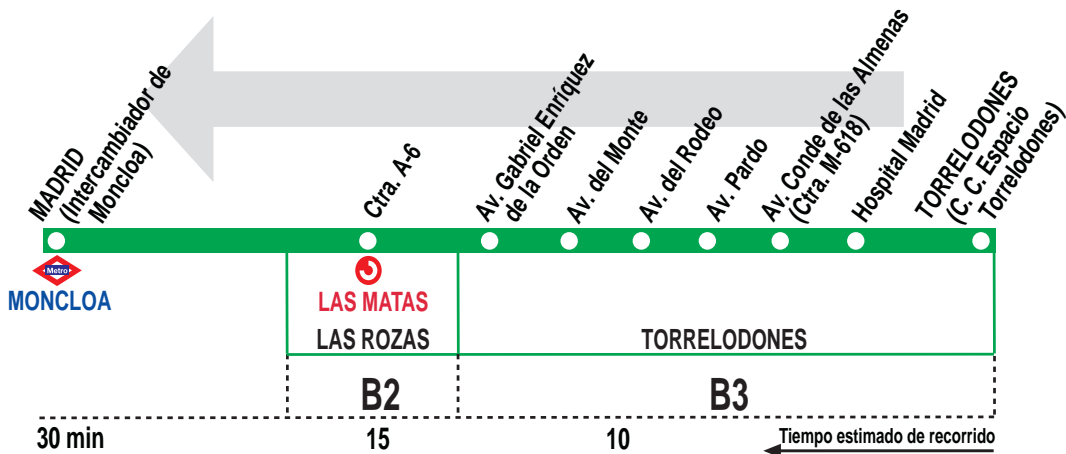 MADRID
(Intercambiador de
Moncloa)
Ctra. A-6
Av. Gabriel Enríquez
de la Orden
Av. del Monte
Av. del Rodeo
Av. Pardo
Av. Conde de las Almenas
(Ctra. M-618)
Hospital Madrid
TORRELODONES
(C. C. Espacio
Torrelodones)
Metro
MONCLOA
LAS MATAS
LAS ROZAS
TORRELODONES
B2
B3
30 min
15
10
Tiempo estimado de recorrido